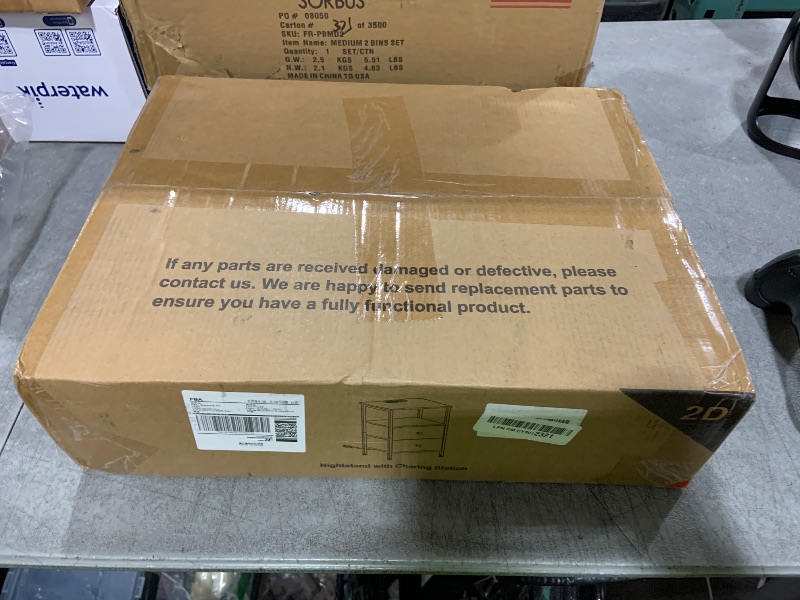 SORBUS
PO # 08050
Carton # 321 of 3500
SKU: FR-PBMD2
Item Name: MEDIUM 2 BINS SET
Quantity: 1 SET/CTN
G.W.: 2.5 KGS 5.51 LBS
N.W.: 2.1 KGS 4.63 LBS
MADE IN CHINA TO USA
waterpik
If any parts are received damaged or defective, please
contact us. We are happy to send replacement parts to
ensure you have a fully functional product.
FBA
2D
Nightstand with Charing Station